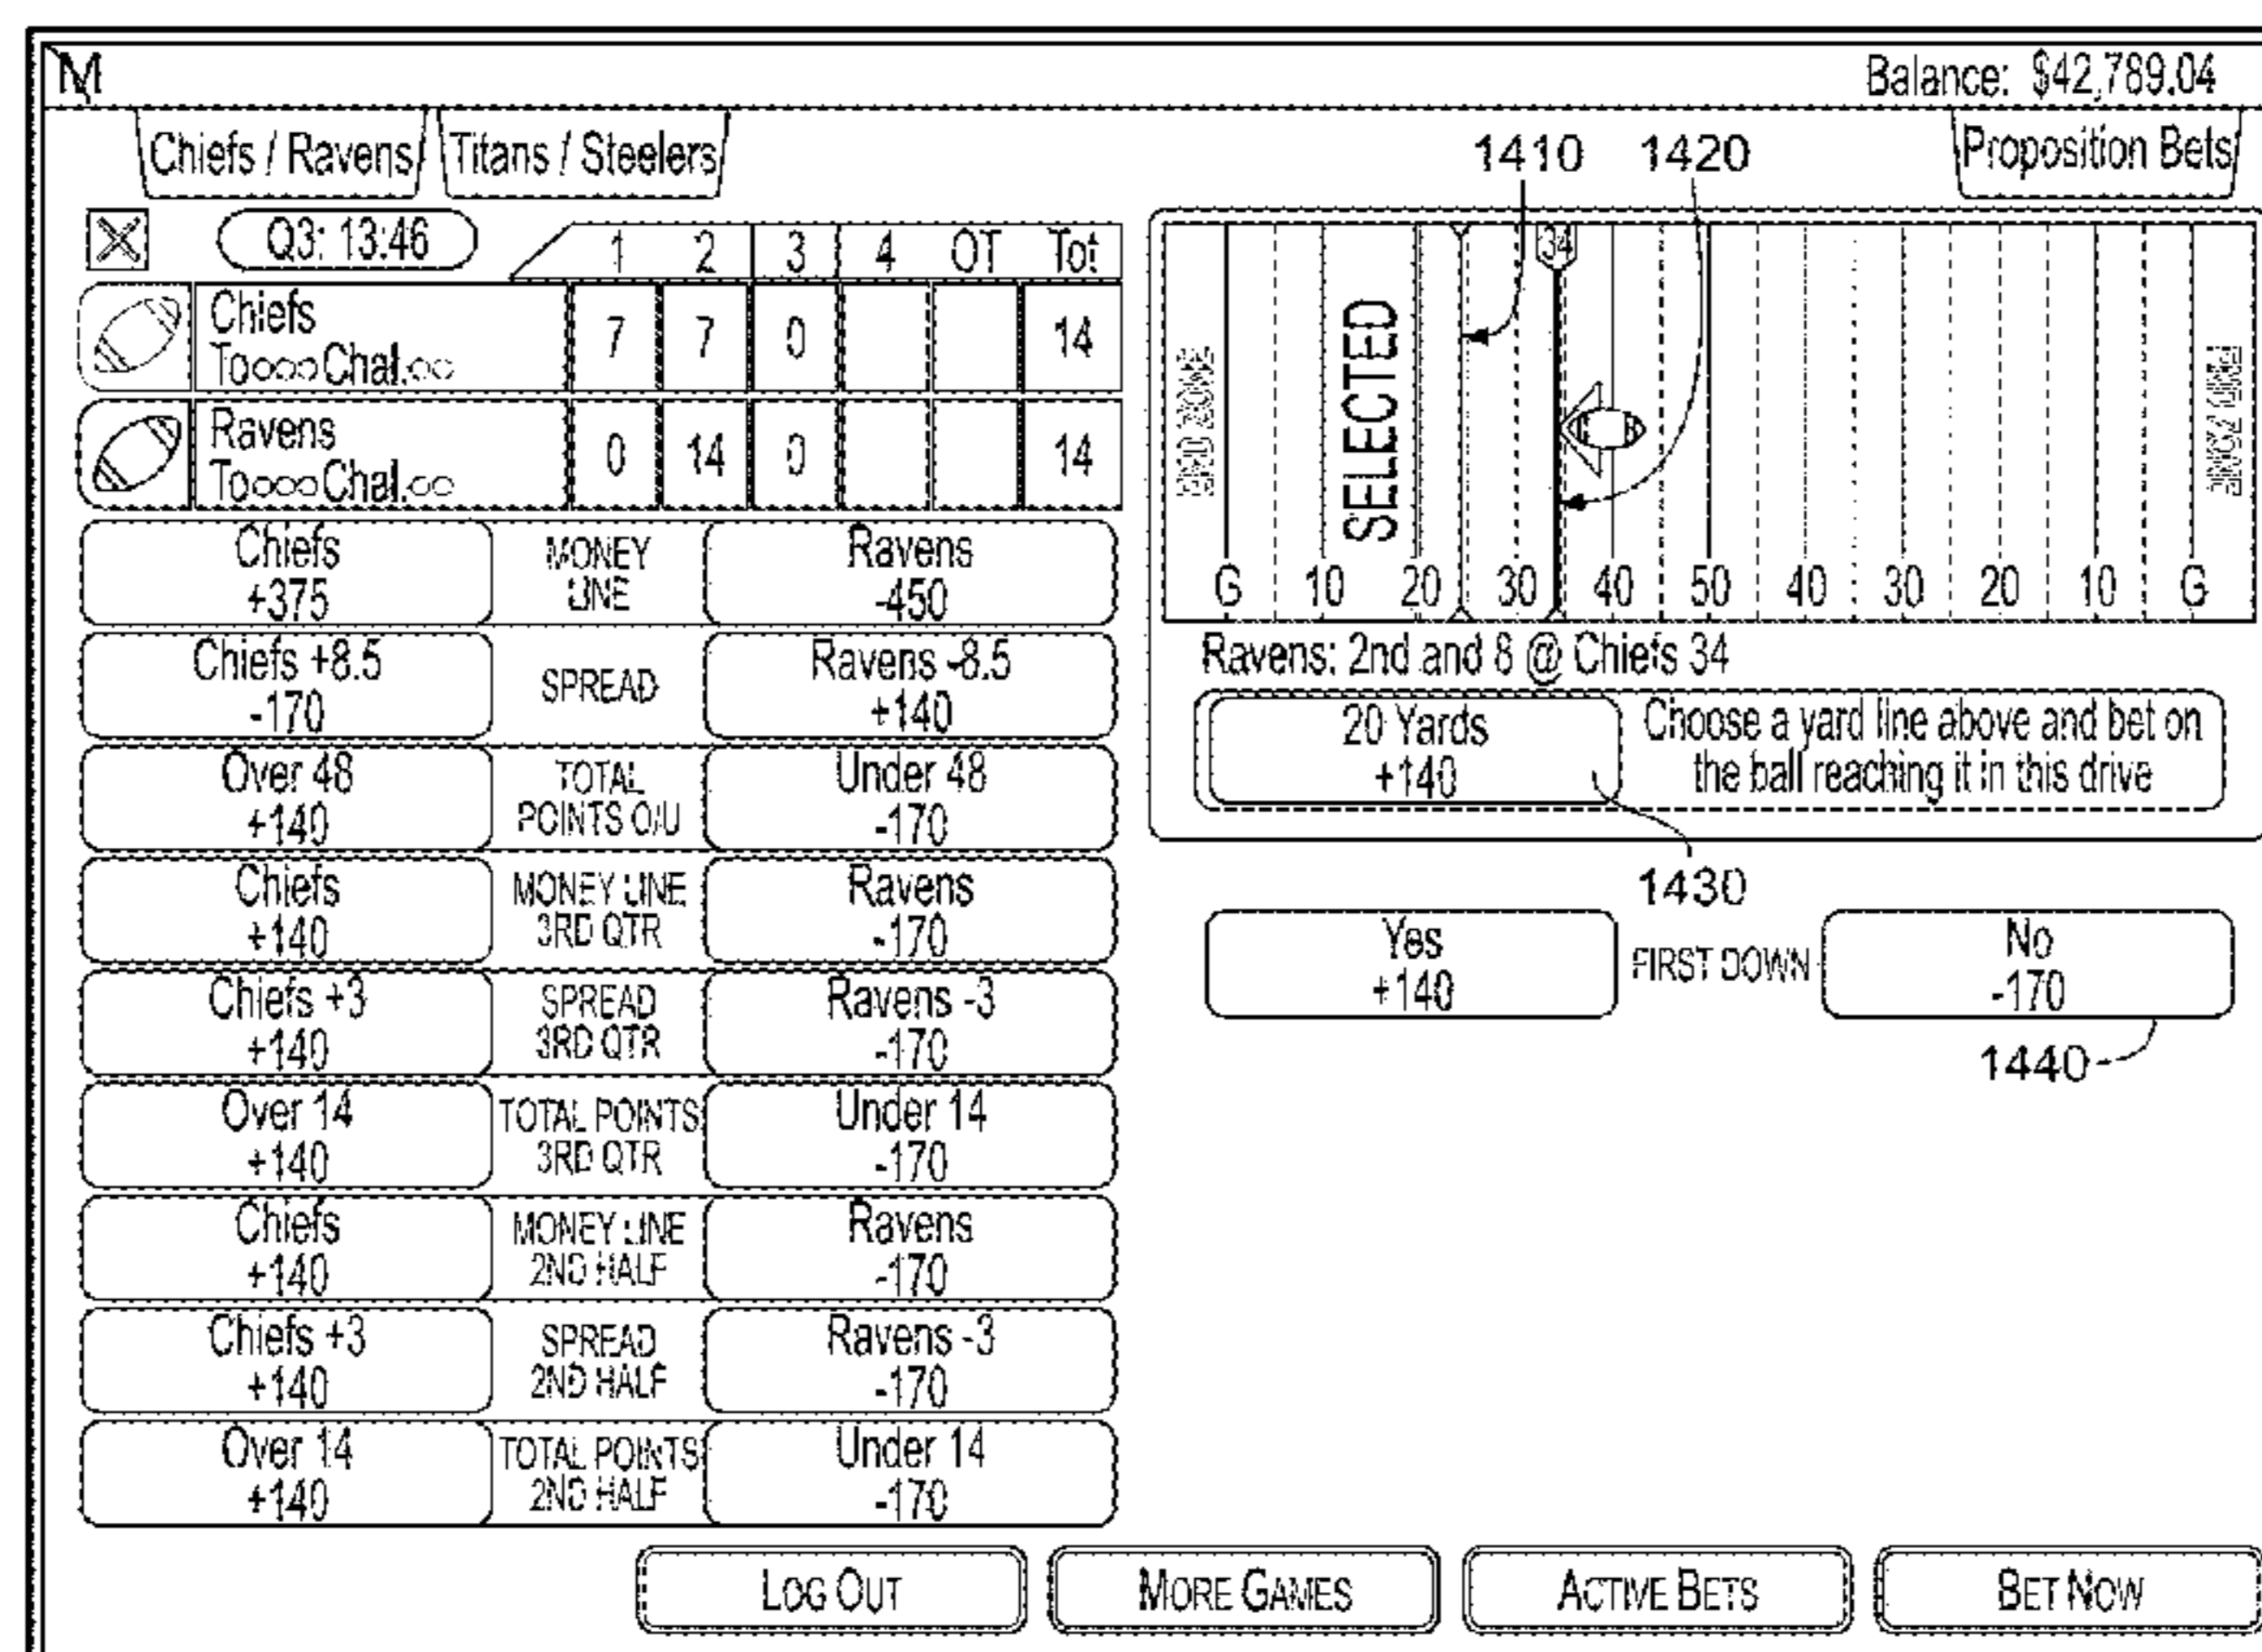 M
Balance: $42,789.04
Chiefs / Ravens
Titans / Steelers
1410
1420
Proposition Bets
Q3: 13:46
1 2 3 4 OT Tot
Chiefs 7 7 0 14
To Chal.
Ravens 0 14 0 14
To Chal.
Chiefs
+375
MONEY
LINE
Ravens
-450
Chiefs +8.5
-170
SPREAD
Ravens -8.5
+140
Over 48
+140
TOTAL
POINTS O/U
Under 48
-170
Chiefs
+140
MONEY LINE
3RD QTR
Ravens
-170
Chiefs +3
+140
SPREAD
3RD QTR
Ravens -3
-170
Over 14
+140
TOTAL POINTS
3RD QTR
Under 14
-170
Chiefs
+140
MONEY LINE
2ND HALF
Ravens
-170
Chiefs +3
+140
SPREAD
2ND HALF
Ravens -3
-170
Over 14
+140
TOTAL POINTS
2ND HALF
Under 14
-170
34
END ZONE
SELECTED
END ZONE
G 10 20 30 40 50 40 30 20 10 G
Ravens: 2nd and 8 @ Chiefs 34
20 Yards
+140
Choose a yard line above and bet on
the ball reaching it in this drive
1430
Yes
+140
FIRST DOWN
No
-170
1440
LOG OUT
MORE GAMES
ACTIVE BETS
BET NOW